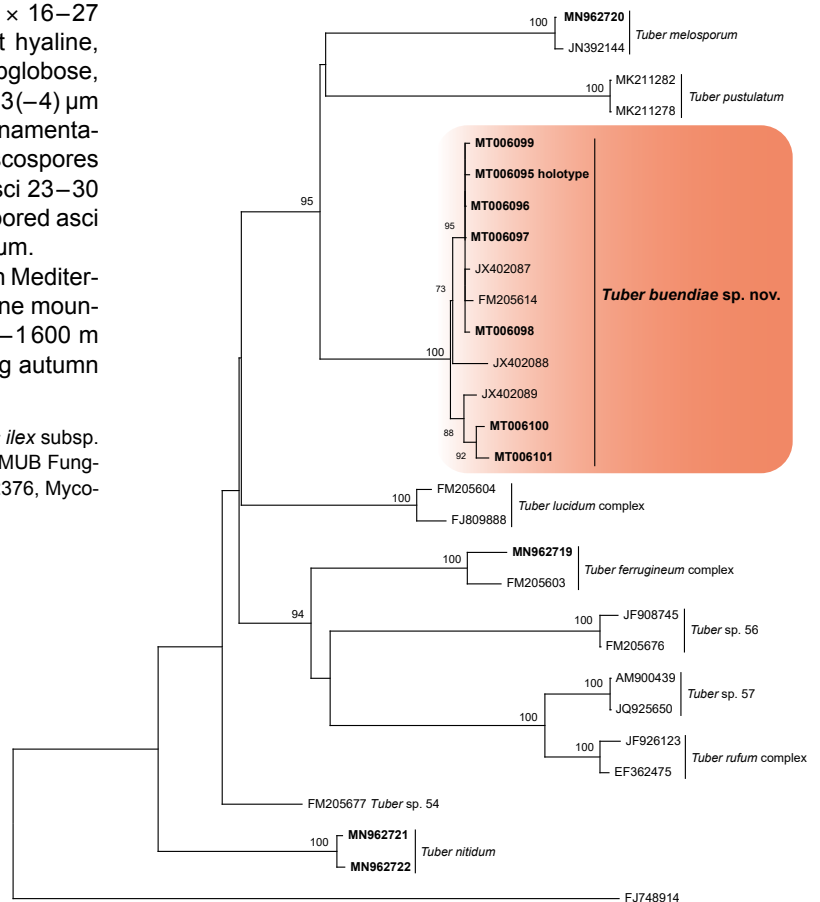 × 16–27
t hyaline,
bglobose,
3(–4) µm
namenta-
scospores
sci 23–30
pored asci
um.
n Mediter-
ne moun-
–1600 m
g autumn
ilex subsp.
MUB Fung-
376, Myco-
100
MN962720
JN392144
Tuber melosporum
100
MK211282
MK211278
Tuber pustulatum
95
MT006099
MT006095 holotype
MT006096
95
MT006097
JX402087
73
FM205614
MT006098
100
JX402088
JX402089
88
MT006100
92
MT006101
Tuber buendiae sp. nov.
100
FM205604
FJ809888
Tuber lucidum complex
100
MN962719
FM205603
Tuber ferrugineum complex
94
100
JF908745
FM205676
Tuber sp. 56
100
AM900439
JQ925650
Tuber sp. 57
100
100
JF926123
EF362475
Tuber rufum complex
FM205677 Tuber sp. 54
100
MN962721
MN962722
Tuber nitidum
FJ748914